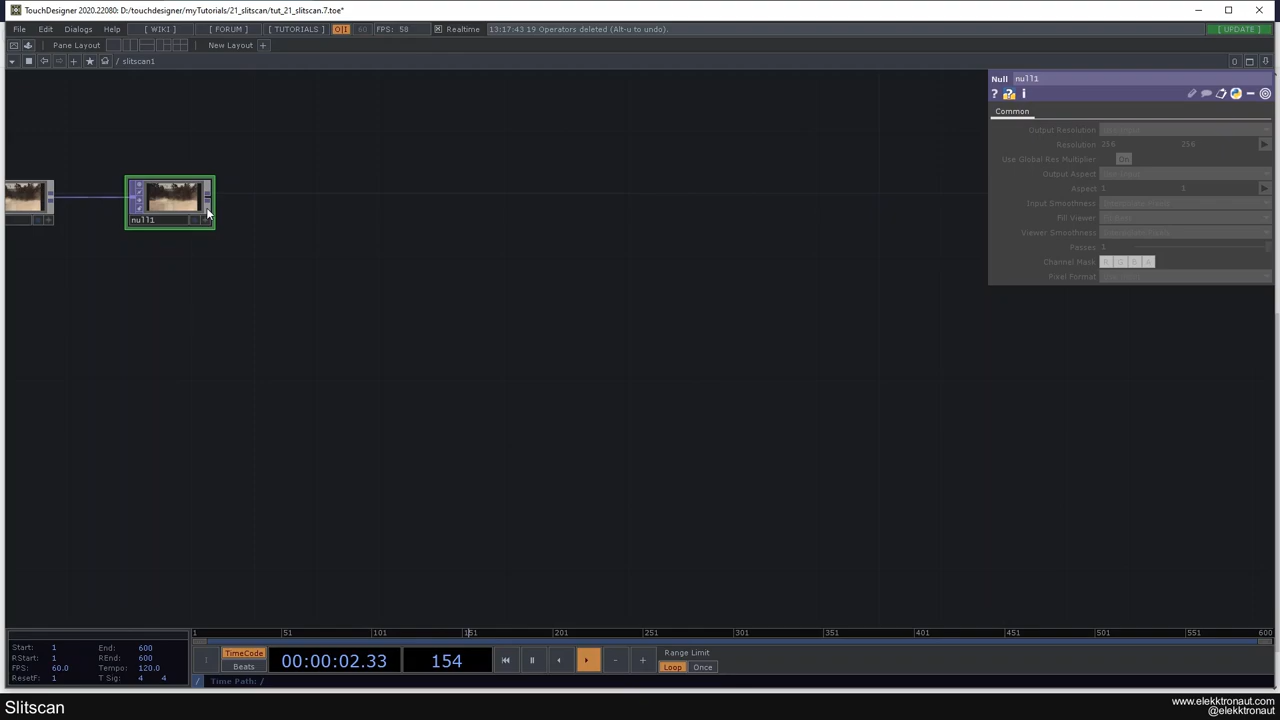 TouchDesigner 2020.22080: D:/touchdesigner/myTutorials/21_slitscan/tut_21_slitscan.7.toe*
File Edit Dialogs Help [ WIKI ] [ FORUM ] [ TUTORIALS ] O|I 60 FPS: 58 Realtime 13:17:43 19 Operators deleted (Alt-u to undo). [ UPDATE ]
Pane Layout New Layout +
/ slitscan1 0
Null null1
? i
Common
Output Resolution
Resolution 256 256
Use Global Res Multiplier On
Output Aspect
Aspect 1 1
Input Smoothness
Fill Viewer
Viewer Smoothness
Passes 1
Channel Mask R G B A
Pixel Format
null1
1 51 101 151 201 251 301 351 401 451 501 551 600
Start: 1 End: 600
RStart: 1 REnd: 600
FPS: 60.0 Tempo: 120.0
ResetF: 1 T Sig: 4 4
TimeCode
Beats
00:00:02.33 154
Range Limit
Loop Once
/ Time Path: /
Slitscan
www.elekktronaut.com
@elekktronaut